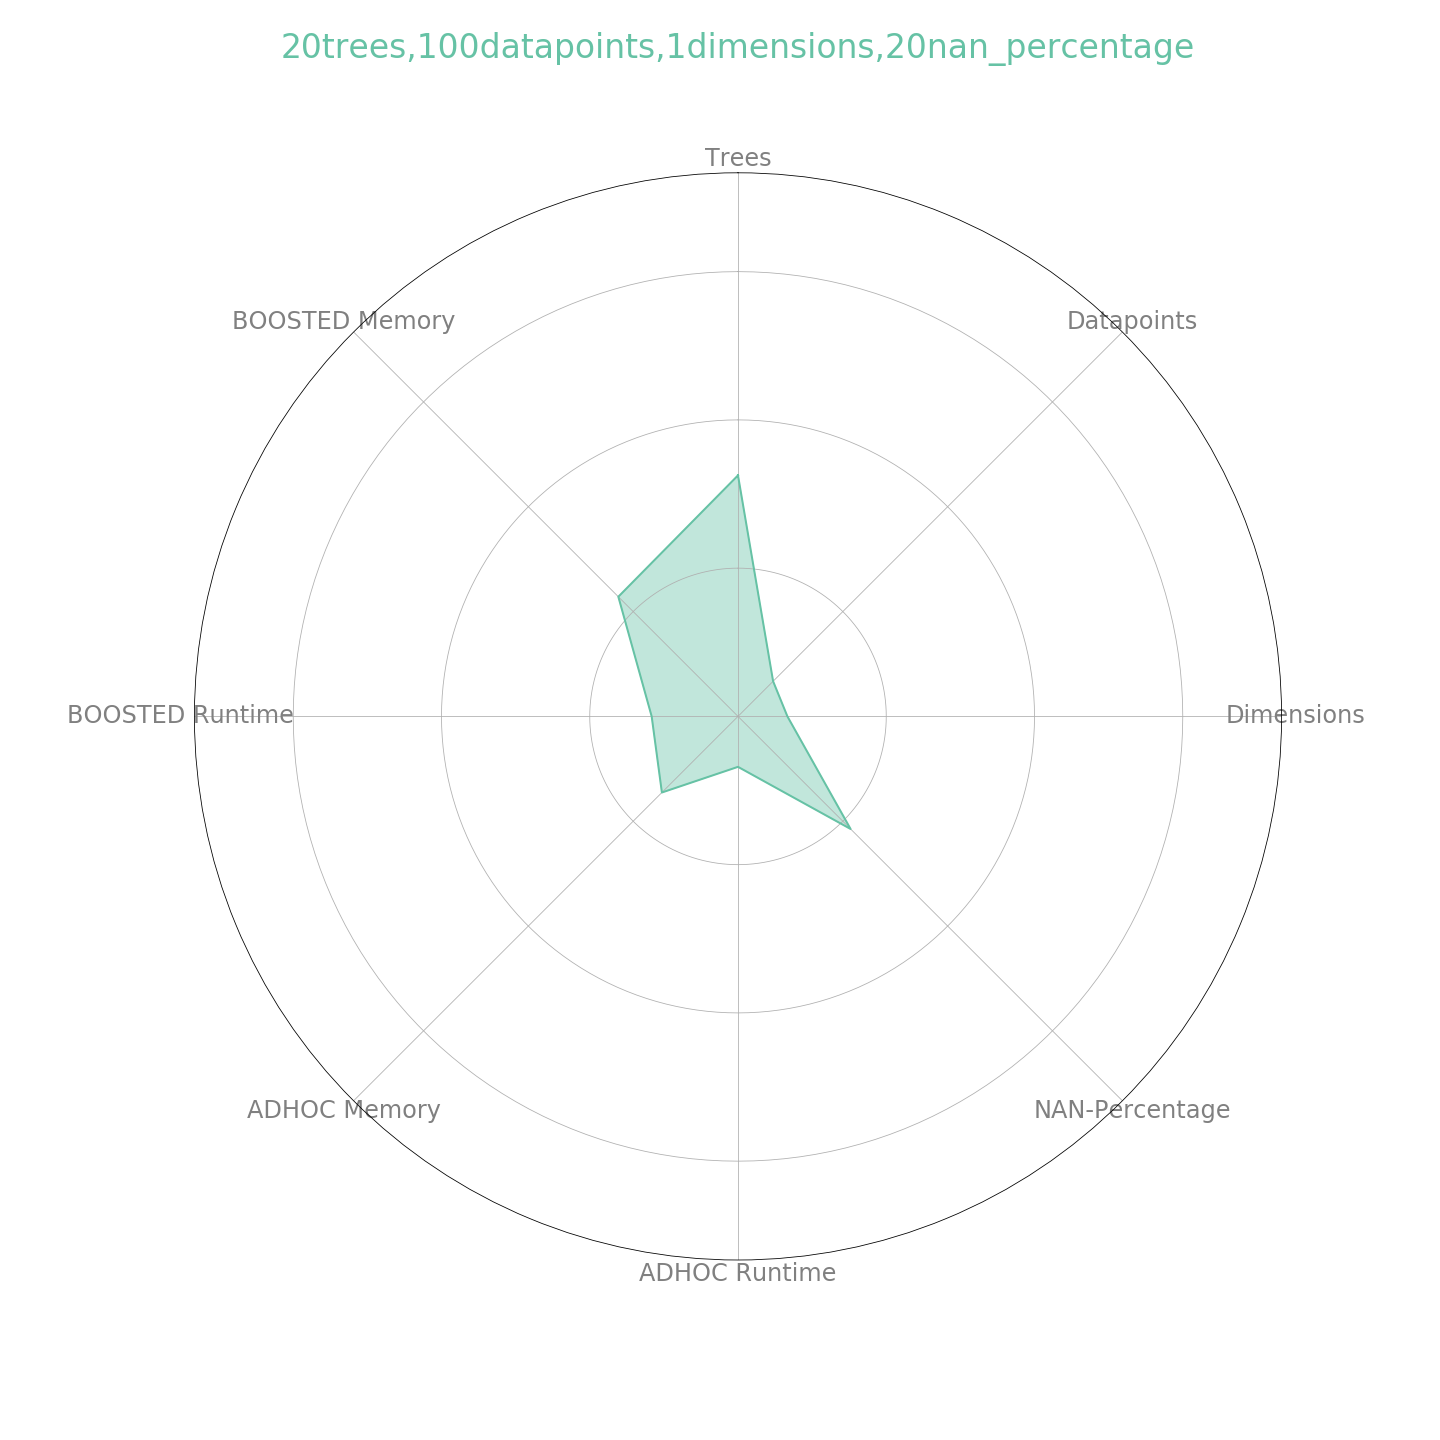 20trees,100datapoints,1dimensions,20nan_percentage
Trees
BOOSTED Memory
Datapoints
BOOSTED Runtime
Dimensions
ADHOC Memory
NAN-Percentage
ADHOC Runtime